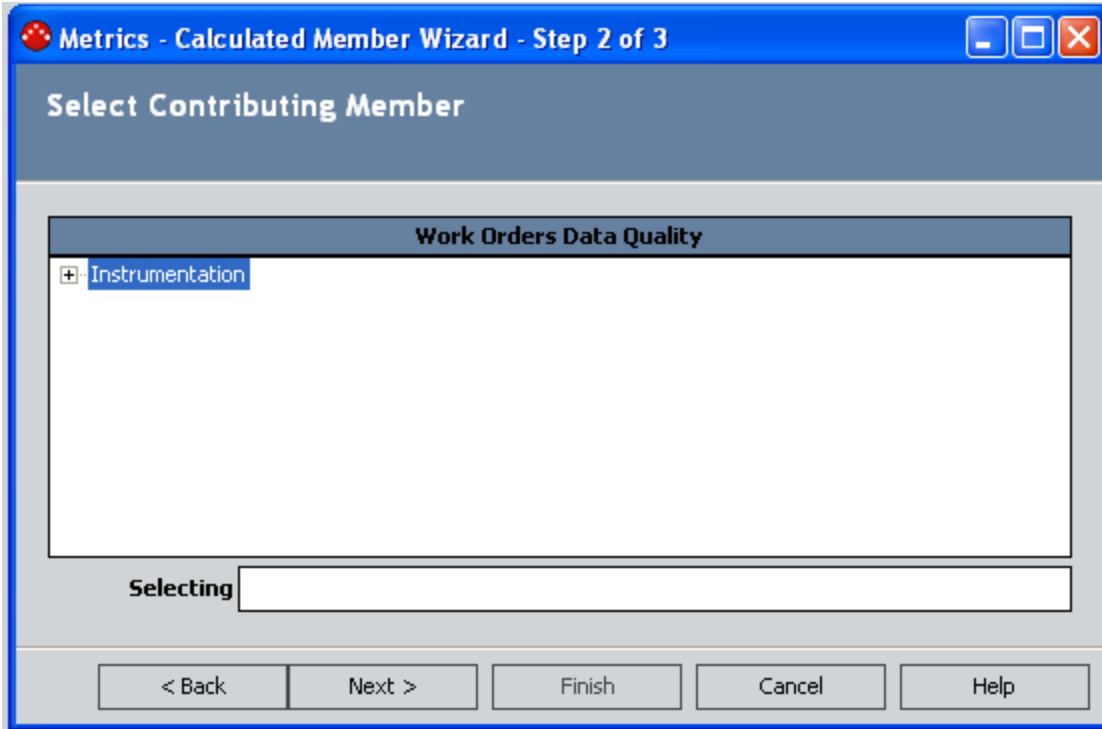 Metrics - Calculated Member Wizard - Step 2 of 3
Select Contributing Member
Work Orders Data Quality
Instrumentation
Selecting
< Back Next > Finish Cancel Help